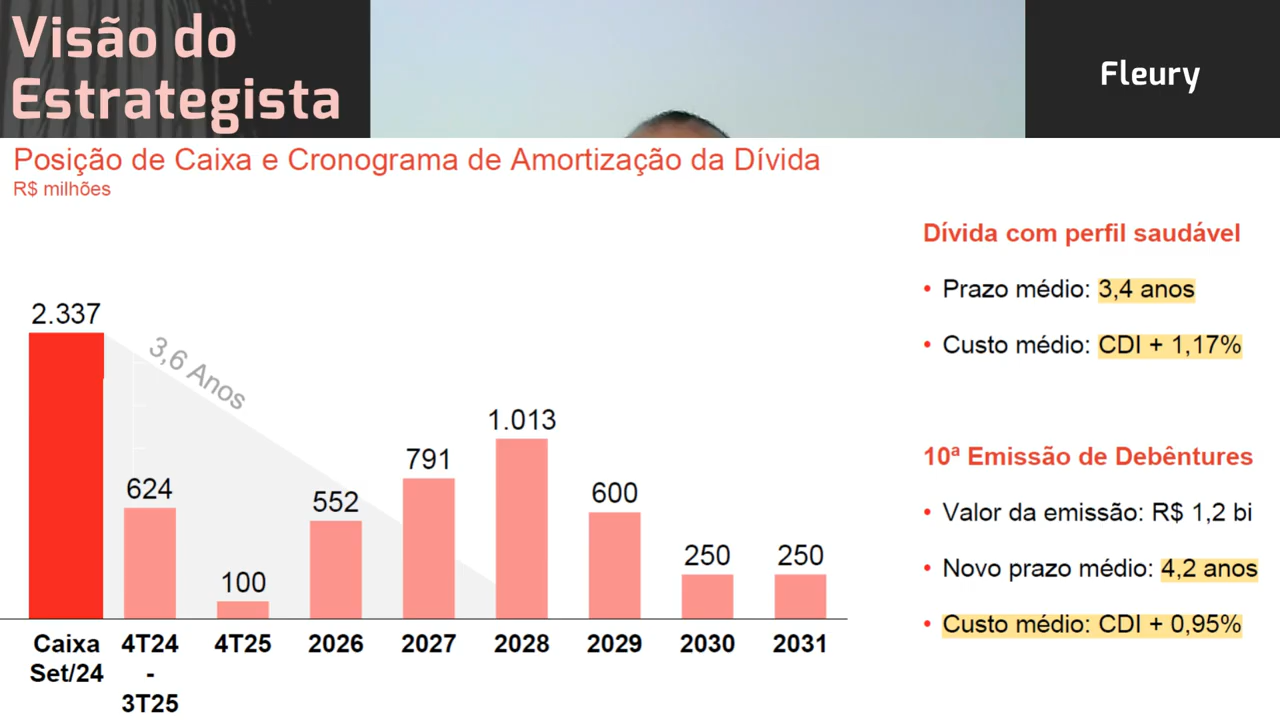 Visão do
Estrategista
Fleury
Posição de Caixa e Cronograma de Amortização da Dívida
R$ milhões
2.337
3,6 Anos
624
100
552
791
1.013
600
250
250
Caixa
Set/24
4T24
-
3T25
4T25
2026
2027
2028
2029
2030
2031
Dívida com perfil saudável
• Prazo médio: 3,4 anos
• Custo médio: CDI + 1,17%
10ª Emissão de Debêntures
• Valor da emissão: R$ 1,2 bi
• Novo prazo médio: 4,2 anos
• Custo médio: CDI + 0,95%